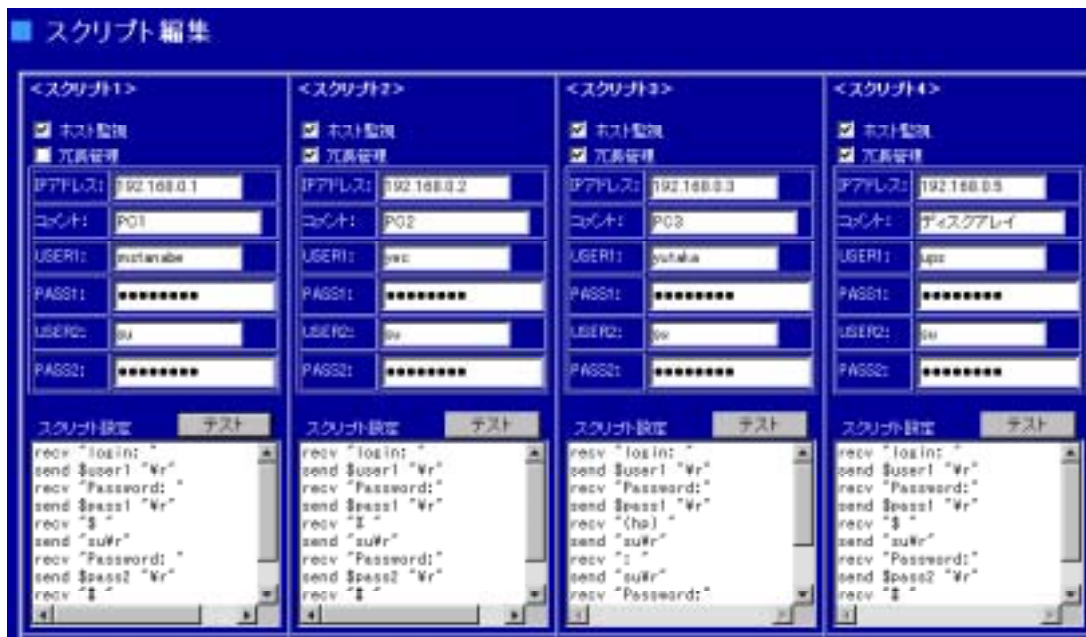 スクリプト編集
<スクリプト1>
ホスト監視
冗長管理
IPアドレス: 192.168.0.1
コメント: PC1
USER1: watanabe
PASS1: ●●●●●●●●
USER2: su
PASS2: ●●●●●●●●
スクリプト設定 テスト
recv "login: "
send $user1 "¥r"
recv "Password: "
send $pass1 "¥r"
recv "$ "
send "su¥r"
recv "Password: "
send $pass2 "¥r"
recv
<スクリプト2>
ホスト監視
冗長管理
IPアドレス: 192.168.0.2
コメント: PC2
USER1:
PASS1: ●●●●●●●●
USER2: su
PASS2: ●●●●●●●●
スクリプト設定 テスト
recv "login: "
send $user1 "¥r"
recv "Password:"
send $pass1 "¥r"
recv
send "su¥r"
recv "Password:"
send $pass2 "¥r"
recv
<スクリプト3>
ホスト監視
冗長管理
IPアドレス: 192.168.0.3
コメント: PC3
USER1: yutaka
PASS1: ●●●●●●●●
USER2: su
PASS2: ●●●●●●●●
スクリプト設定 テスト
recv "login: "
send $user1 "¥r"
recv "Password:"
send $pass1 "¥r"
recv "(hp) "
send "¥r"
recv ": "
send "su¥r"
recv "Password:"
<スクリプト4>
ホスト監視
冗長管理
IPアドレス: 192.168.0.5
コメント: ディスクアレイ
USER1: ups
PASS1: ●●●●●●●●
USER2: su
PASS2: ●●●●●●●●
スクリプト設定 テスト
recv "login: "
send $user1 "¥r"
recv "Password:"
send $pass1 "¥r"
recv "$ "
send "su¥r"
recv "Password:"
send $pass2 "¥r"
recv